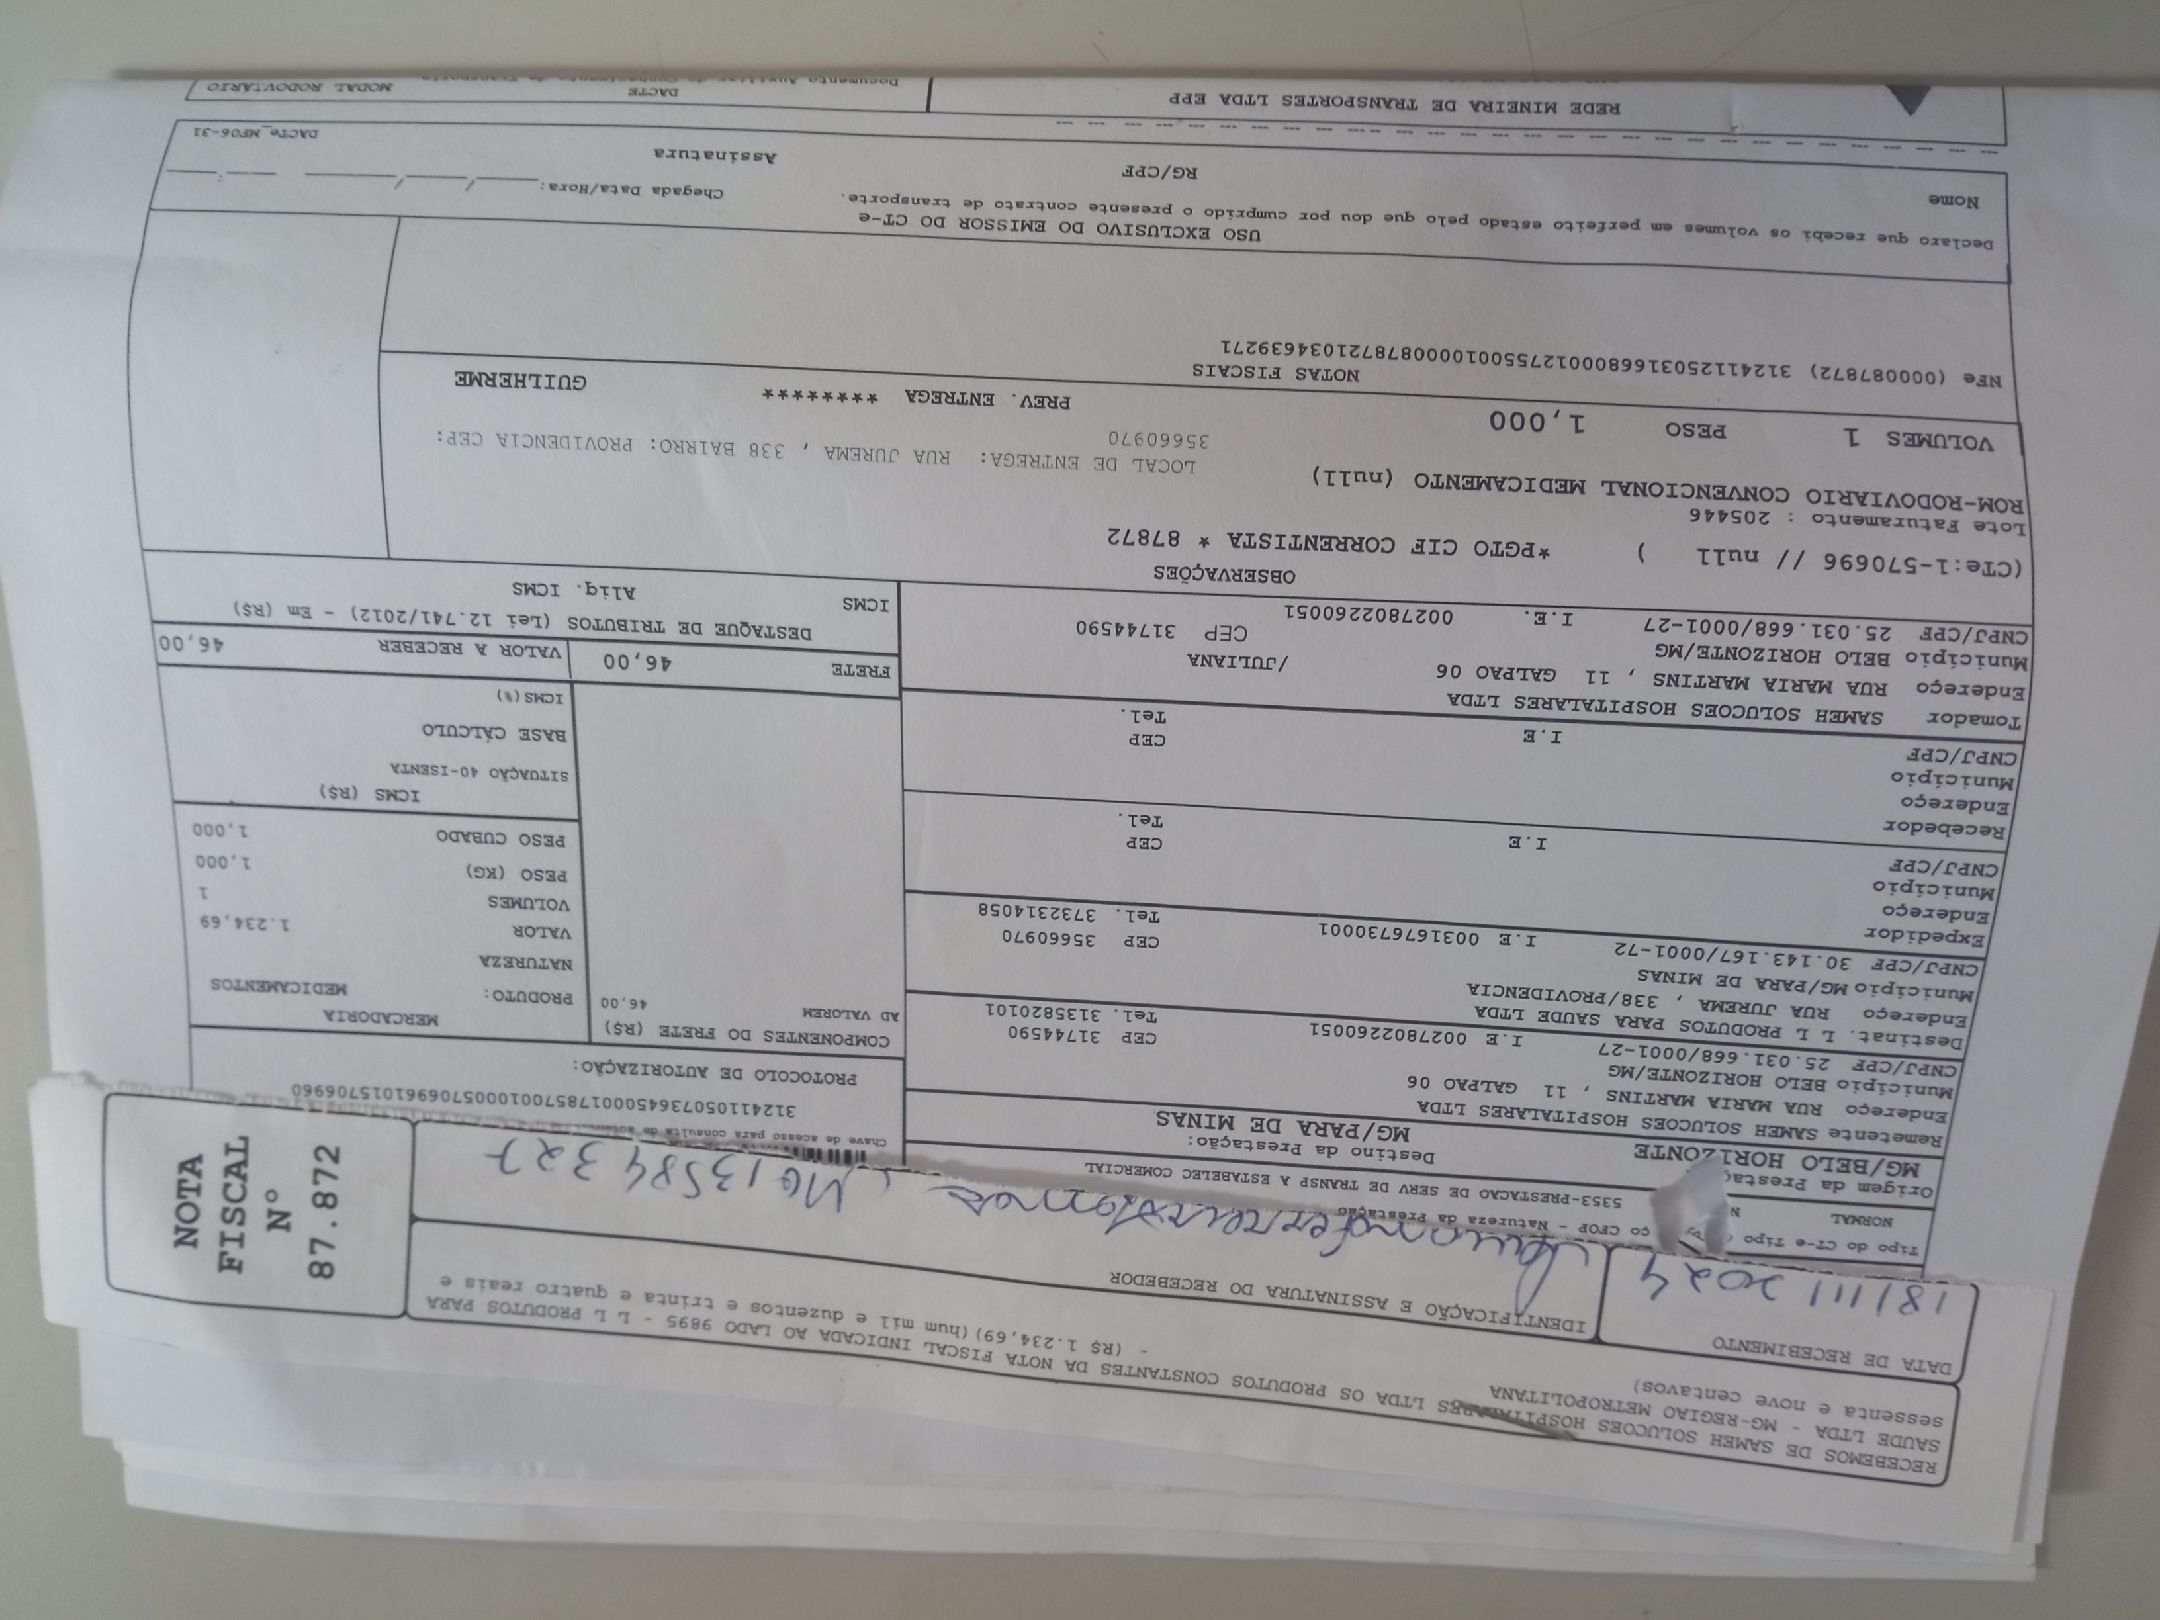 RECEBEMOS DE SAMEH SOLUCOES HOSPITALARES LTDA OS PRODUTOS CONSTANTES DA NOTA FISCAL INDICADA AO LADO 9895 - L L PRODUTOS PARA
SAUDE LTDA - MG-REGIAO METROPOLITANA - (R$ 1.234,69) (hum mil e duzentos e trinta e quatro reais e
sessenta e nove centavos)
DATA DE RECEBIMENTO
18/11/2024
IDENTIFICAÇÃO E ASSINATURA DO RECEBEDOR
MG13584327
NOTA
FISCAL
Nº
87.872
Tipo do CT-e Tipo ço CFOP - Natureza da Prestação
NORMAL 5353-PRESTACAO DE SERV DE TRANSP A ESTABELEC COMERCIAL
Origem da Prestaç Destino da Prestação:
MG/BELO HORIZONTE MG/PARA DE MINAS
Chave de acesso para consulta de
31241105073645000178570010005706961015706960
PROTOCOLO DE AUTORIZAÇÃO:
Remetente SAMEH SOLUCOES HOSPITALARES LTDA
Endereço RUA MARIA MARTINS , 11 GALPAO 06
Município BELO HORIZONTE/MG CEP 31744590
CNPJ/CPF 25.031.668/0001-27 I.E 0027802260051 Tel. 3135820101
Destinat. L L PRODUTOS PARA SAUDE LTDA
Endereço RUA JUREMA , 338/PROVIDENCIA
Município MG/PARA DE MINAS CEP 35660970
CNPJ/CPF 30.143.167/0001-72 I.E 0031676730001 Tel. 3732314058
Expedidor
Endereço
Município CEP
CNPJ/CPF I.E Tel.
Recebedor
Endereço
Município CEP
CNPJ/CPF I.E Tel.
Tomador SAMEH SOLUCOES HOSPITALARES LTDA
Endereço RUA MARIA MARTINS , 11 GALPAO 06 /JULIANA
Município BELO HORIZONTE/MG CEP 31744590
CNPJ/CPF 25.031.668/0001-27 I.E. 0027802260051
COMPONENTES DO FRETE (R$)
AD VALOREM 46,00
MERCADORIA
PRODUTO: MEDICAMENTOS
NATUREZA
VALOR 1.234,69
VOLUMES 1
PESO (KG) 1,000
PESO CUBADO 1,000
ICMS (R$)
SITUAÇÃO 40-ISENTA
BASE CÁLCULO
ICMS(%)
FRETE 46,00 VALOR A RECEBER 46,00
DESTAQUE DE TRIBUTOS (Lei 12.741/2012) - Em (R$)
ICMS Aliq. ICMS
OBSERVAÇÕES
(CTe:1-570696 // null ) *PGTO CIF CORRENTISTA * 87872
Lote Faturamento : 205446
ROM-RODOVIARIO CONVENCIONAL MEDICAMENTO (null)
LOCAL DE ENTREGA: RUA JUREMA , 338 BAIRRO: PROVIDENCIA CEP:
35660970
VOLUMES 1 PESO 1,000 PREV. ENTREGA ******** GUILHERME
NOTAS FISCAIS
NFe (000087872) 31241125031668000127550010000878721034639271
USO EXCLUSIVO DO EMISSOR DO CT-e
Declaro que recebi os volumes em perfeito estado pelo que dou por cumprido o presente contrato de transporte.
Nome RG/CPF Assinatura Chegada Data/Hora:
DACTe_MF06-31
REDE MINEIRA DE TRANSPORTES LTDA EPP
DACTE
MODAL RODOVIÁRIO